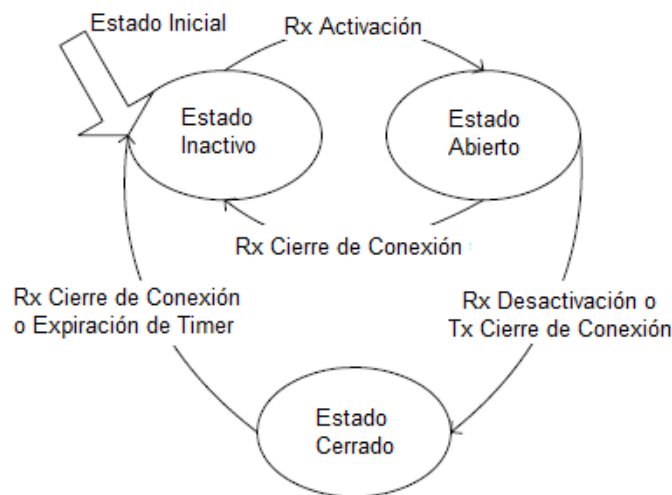 Estado Inicial
Rx Activación
Estado
Inactivo
Estado
Abierto
Rx Cierre de Conexión
Rx Cierre de Conexión
o Expiración de Timer
Rx Desactivación o
Tx Cierre de Conexión
Estado
Cerrado